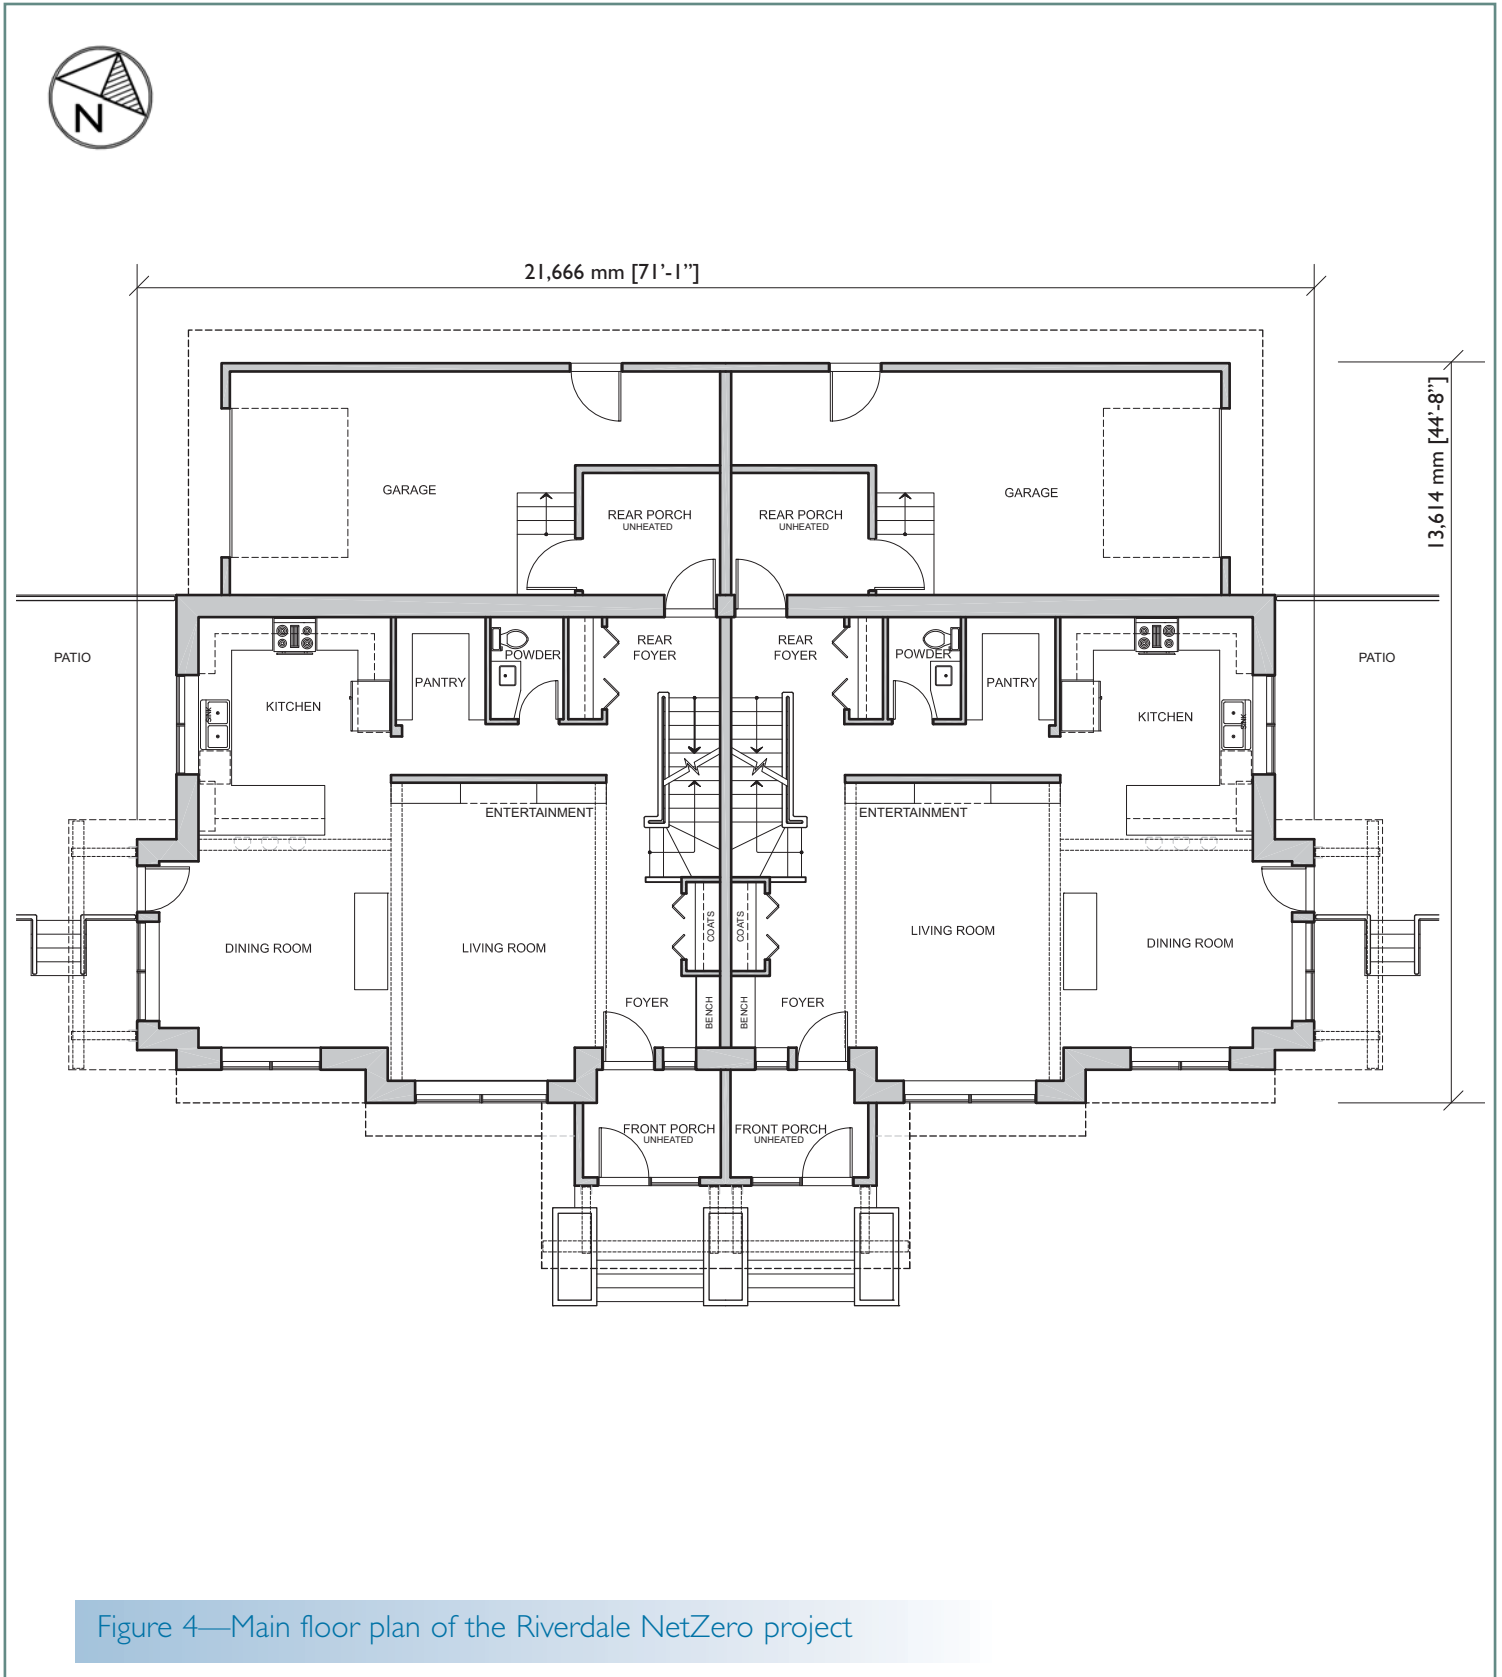 N
21,666 mm [71'-1"]
13,614 mm [44'-8"]
GARAGE
GARAGE
REAR PORCH
UNHEATED
REAR PORCH
UNHEATED
PATIO
KITCHEN
SINK
PANTRY
POWDER
REAR
FOYER
REAR
FOYER
POWDER
PANTRY
KITCHEN
SINK
PATIO
ENTERTAINMENT
ENTERTAINMENT
DINING ROOM
LIVING ROOM
COATS
COATS
LIVING ROOM
DINING ROOM
FOYER
BENCH
BENCH
FOYER
FRONT PORCH
UNHEATED
FRONT PORCH
UNHEATED
Figure 4—Main floor plan of the Riverdale NetZero project